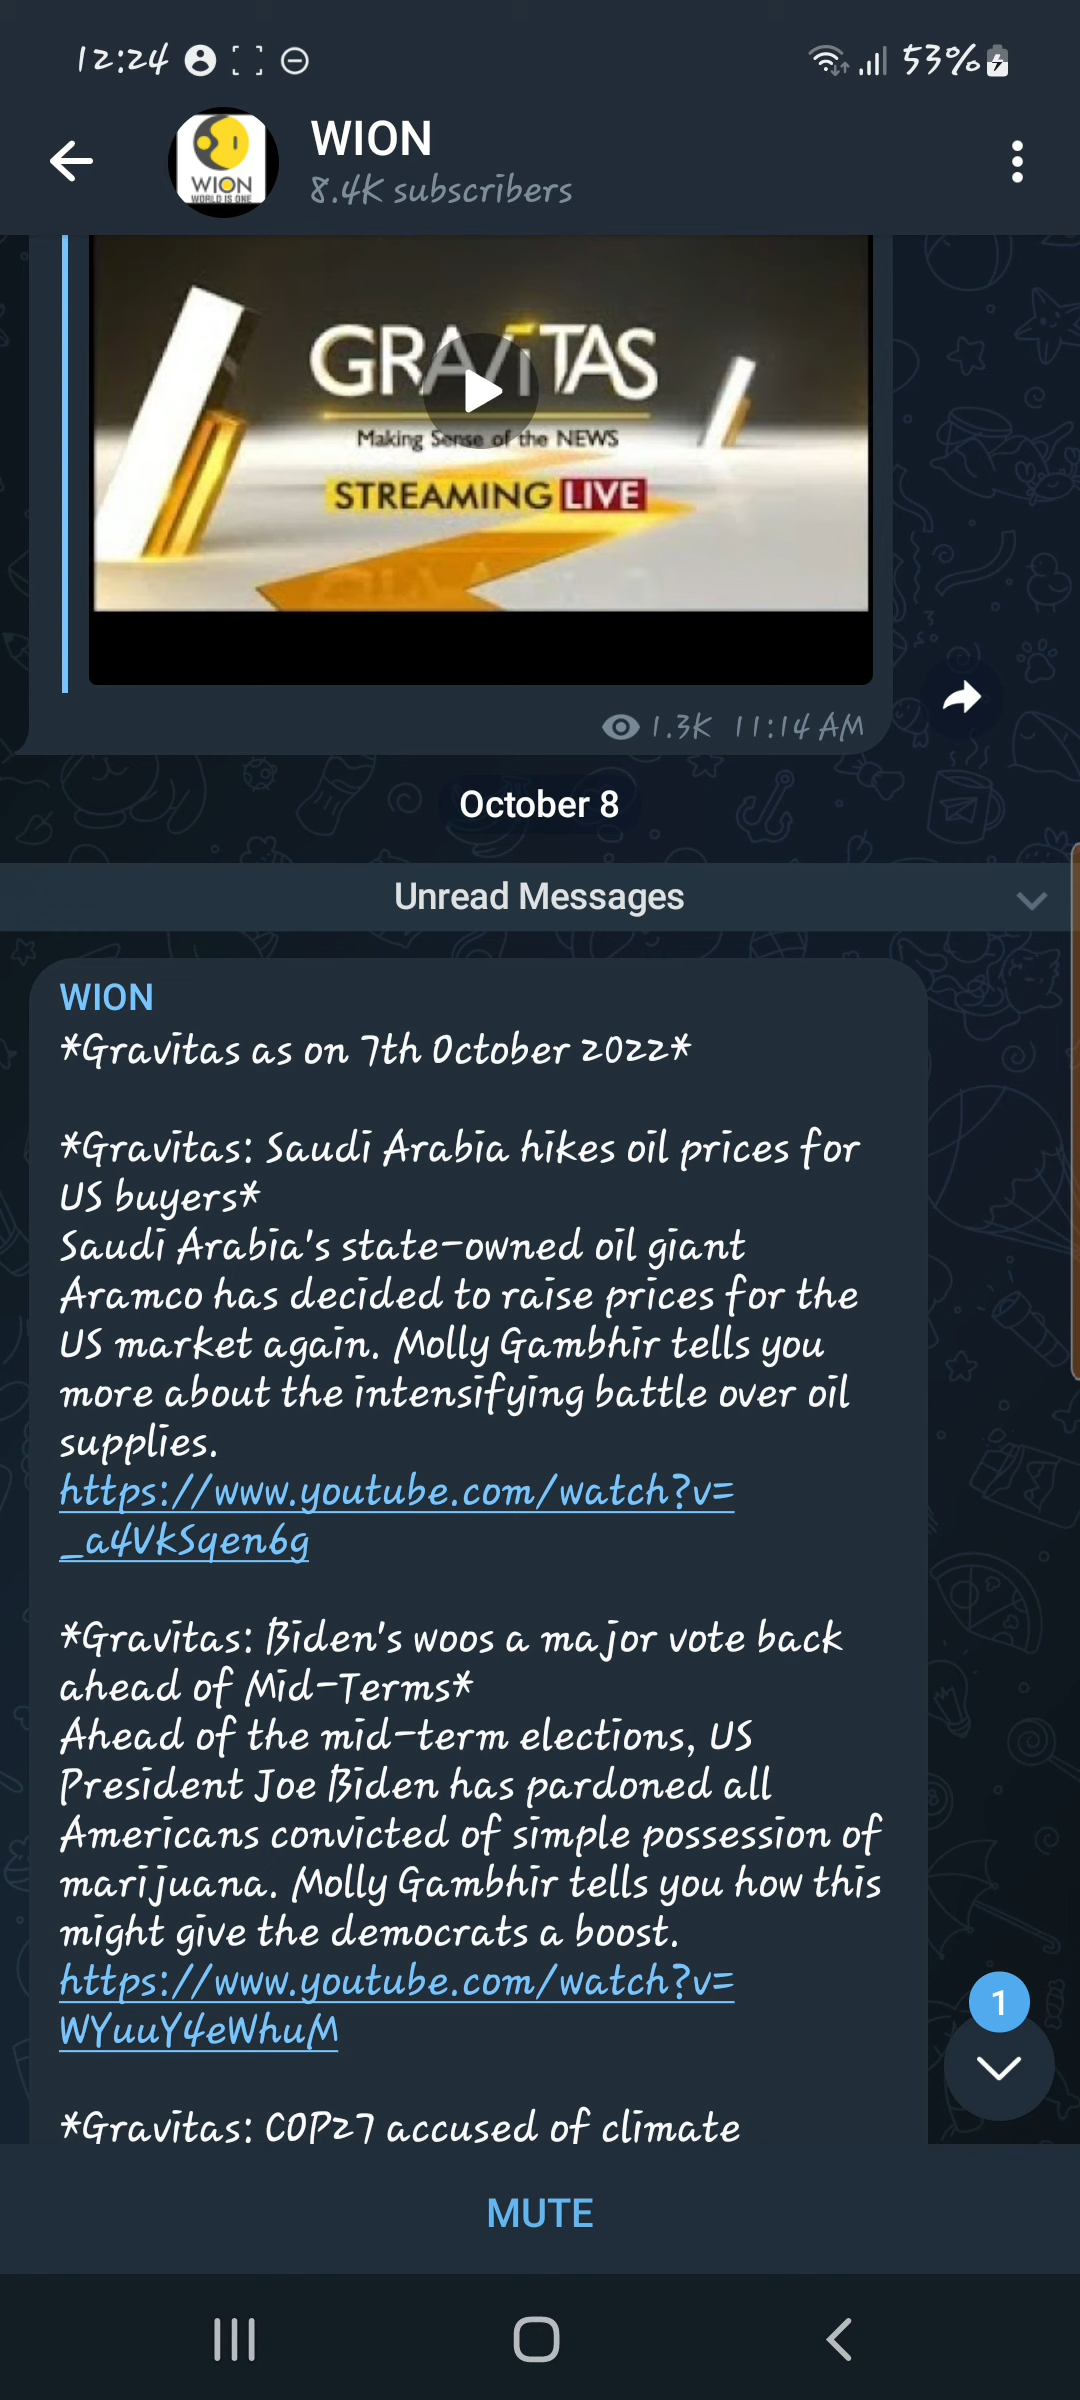 12:24
53%
WION
8.4K subscribers
WION
WORLD IS ONE
GRAVITAS
Making Sense of the NEWS
STREAMING LIVE
1.3K 11:14 AM
October 8
Unread Messages
WION
*Gravitas as on 7th October 2022*
*Gravitas: Saudi Arabia hikes oil prices for
US buyers*
Saudi Arabia's state-owned oil giant
Aramco has decided to raise prices for the
US market again. Molly Gambhir tells you
more about the intensifying battle over oil
supplies.
https://www.youtube.com/watch?v=
_a4VkSqen6g
*Gravitas: Biden's woos a major vote back
ahead of Mid-Terms*
Ahead of the mid-term elections, US
President Joe Biden has pardoned all
Americans convicted of simple possession of
marijuana. Molly Gambhir tells you how this
might give the democrats a boost.
https://www.youtube.com/watch?v=
WYuuY4eWhuM
1
*Gravitas: COP27 accused of climate
MUTE